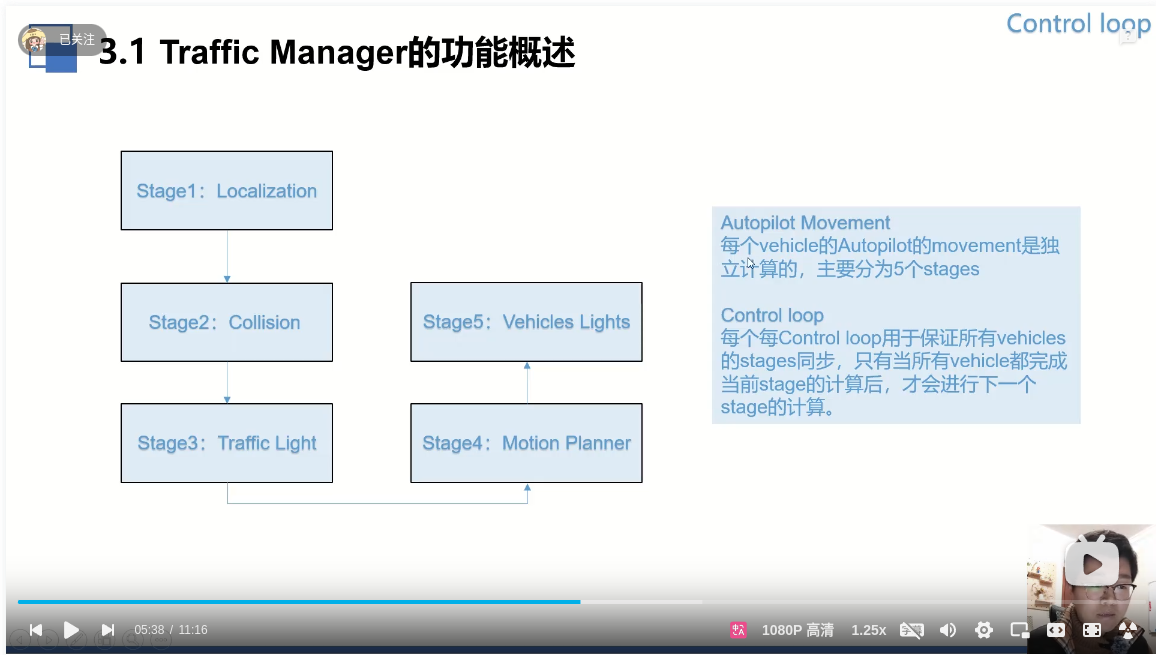 Control loop
已关注
3.1 Traffic Manager的功能概述
Stage1：Localization
Stage2：Collision
Stage3：Traffic Light
Stage5：Vehicles Lights
Stage4：Motion Planner
Autopilot Movement
每个vehicle的Autopilot的movement是独
立计算的，主要分为5个stages
Control loop
每个每Control loop用于保证所有vehicles
的stages同步，只有当所有vehicle都完成
当前stage的计算后，才会进行下一个
stage的计算。
05:38 / 11:16
1080P 高清
1.25x